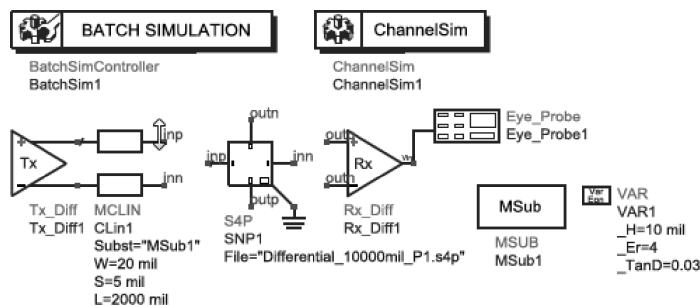 BATCH SIMULATION
ChannelSim
BatchSimController
BatchSim1
ChannelSim
ChannelSim1
outn
Eye_Probe
Eye_Probe1
inp
outp
+
+
Tx
inp
inn
Rx
inn
outp
outn
MSub
Var
Eqn
VAR
VAR1
_H=10 mil
_Er=4
_TanD=0.03
Tx_Diff
Tx_Diff1
MCLIN
CLin1
Subst="MSub1"
W=20 mil
S=5 mil
L=2000 mil
S4P
SNP1
File="Differential_10000mil_P1.s4p"
Rx_Diff
Rx_Diff1
MSUB
MSub1